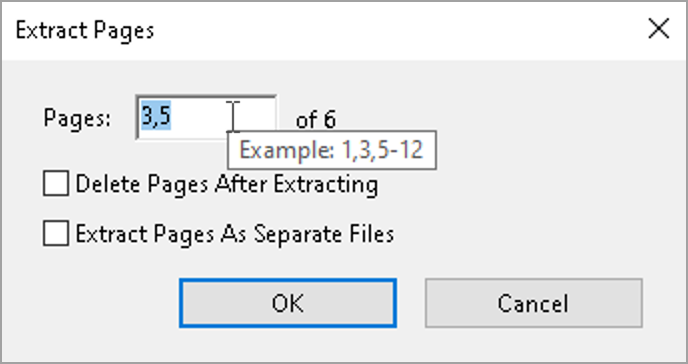 Extract Pages
Pages: 3,5 of 6
Example: 1,3,5-12
Delete Pages After Extracting
Extract Pages As Separate Files
OK Cancel